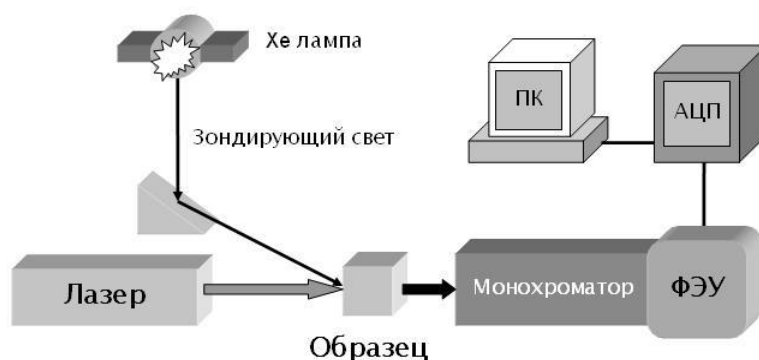 Xe лампа
ПК
АЦП
Зондирующий свет
Лазер
Монохроматор
ФЭУ
Образец